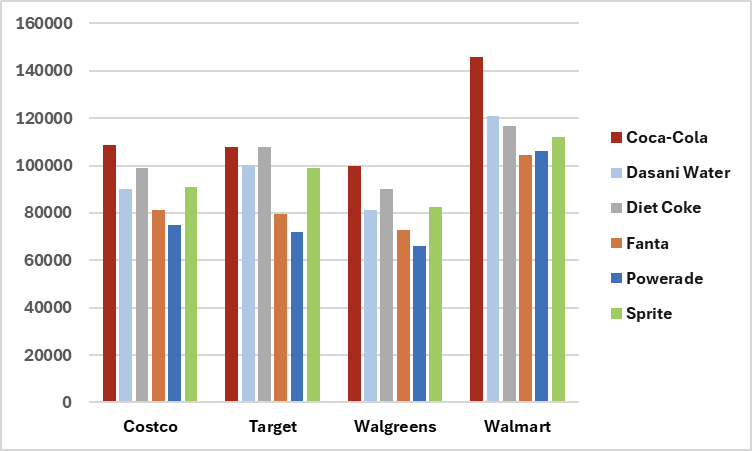 160000
140000
120000
100000
80000
60000
40000
20000
0
Costco Target Walgreens Walmart
Coca-Cola
Dasani Water
Diet Coke
Fanta
Powerade
Sprite